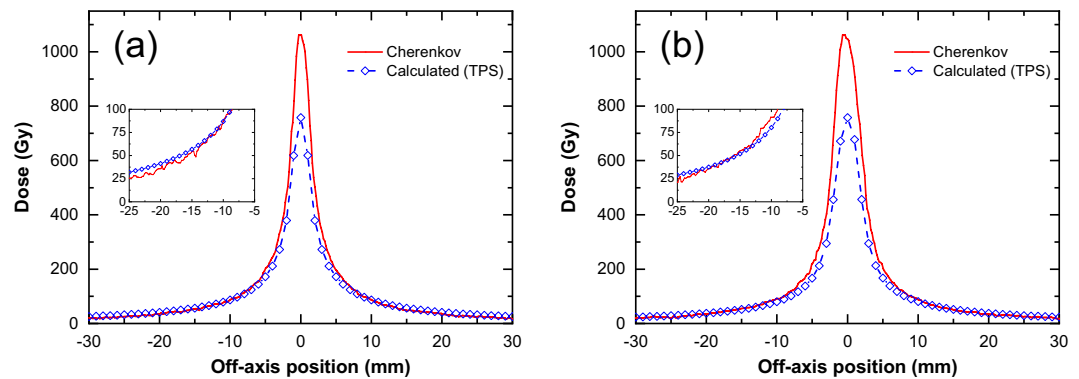 (a)
Cherenkov
Calculated (TPS)
Dose (Gy)
1000
800
600
400
200
0
100
75
50
25
0
-25 -20 -15 -10 -5
-30 -20 -10 0 10 20 30
Off-axis position (mm)
(b)
Cherenkov
Calculated (TPS)
Dose (Gy)
1000
800
600
400
200
0
100
75
50
25
0
-25 -20 -15 -10 -5
-30 -20 -10 0 10 20 30
Off-axis position (mm)